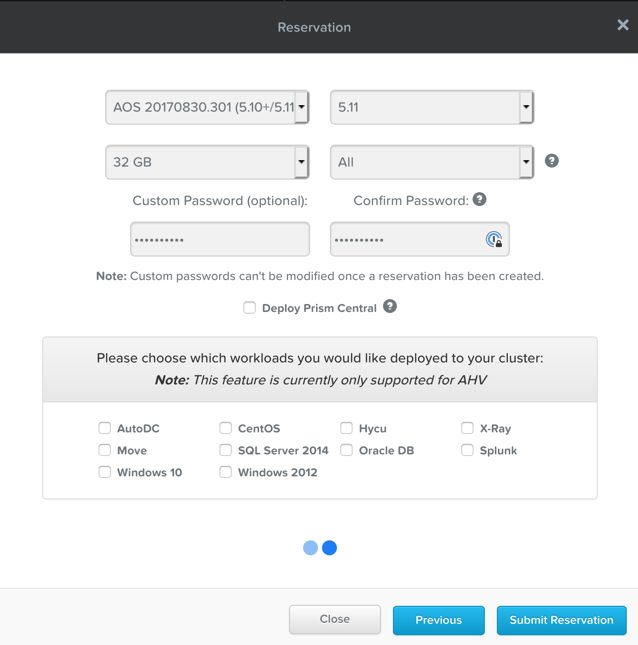 Reservation
AOS 20170830.301 (5.10+/5.11 5.11
32 GB All
Custom Password (optional): Confirm Password:
Note: Custom passwords can't be modified once a reservation has been created.
Deploy Prism Central
Please choose which workloads you would like deployed to your cluster:
Note: This feature is currently only supported for AHV
AutoDC CentOS Hycu X-Ray
Move SQL Server 2014 Oracle DB Splunk
Windows 10 Windows 2012
Close Previous Submit Reservation